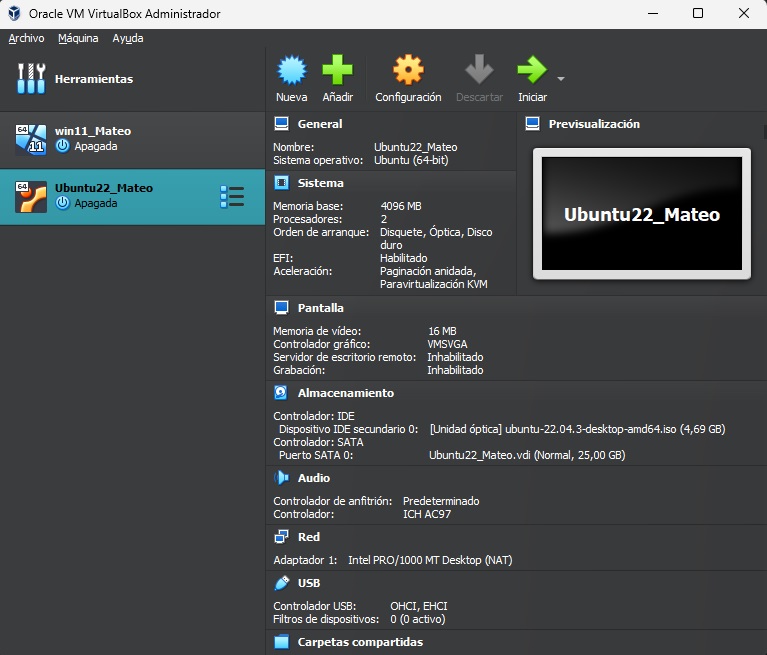 Oracle VM VirtualBox Administrador
Archivo Máquina Ayuda
Herramientas
64
11
win11_Mateo
Apagada
64
Ubuntu22_Mateo
Apagada
Nueva Añadir Configuración Descartar Iniciar
General
Nombre: Ubuntu22_Mateo
Sistema operativo: Ubuntu (64-bit)
Previsualización
Ubuntu22_Mateo
Sistema
Memoria base: 4096 MB
Procesadores: 2
Orden de arranque: Disquete, Óptica, Disco
duro
EFI: Habilitado
Aceleración: Paginación anidada,
Paravirtualización KVM
Pantalla
Memoria de vídeo: 16 MB
Controlador gráfico: VMSVGA
Servidor de escritorio remoto: Inhabilitado
Grabación: Inhabilitado
Almacenamiento
Controlador: IDE
Dispositivo IDE secundario 0: [Unidad óptica] ubuntu-22.04.3-desktop-amd64.iso (4,69 GB)
Controlador: SATA
Puerto SATA 0: Ubuntu22_Mateo.vdi (Normal, 25,00 GB)
Audio
Controlador de anfitrión: Predeterminado
Controlador: ICH AC97
Red
Adaptador 1: Intel PRO/1000 MT Desktop (NAT)
USB
Controlador USB: OHCI, EHCI
Filtros de dispositivos: 0 (0 activo)
Carpetas compartidas